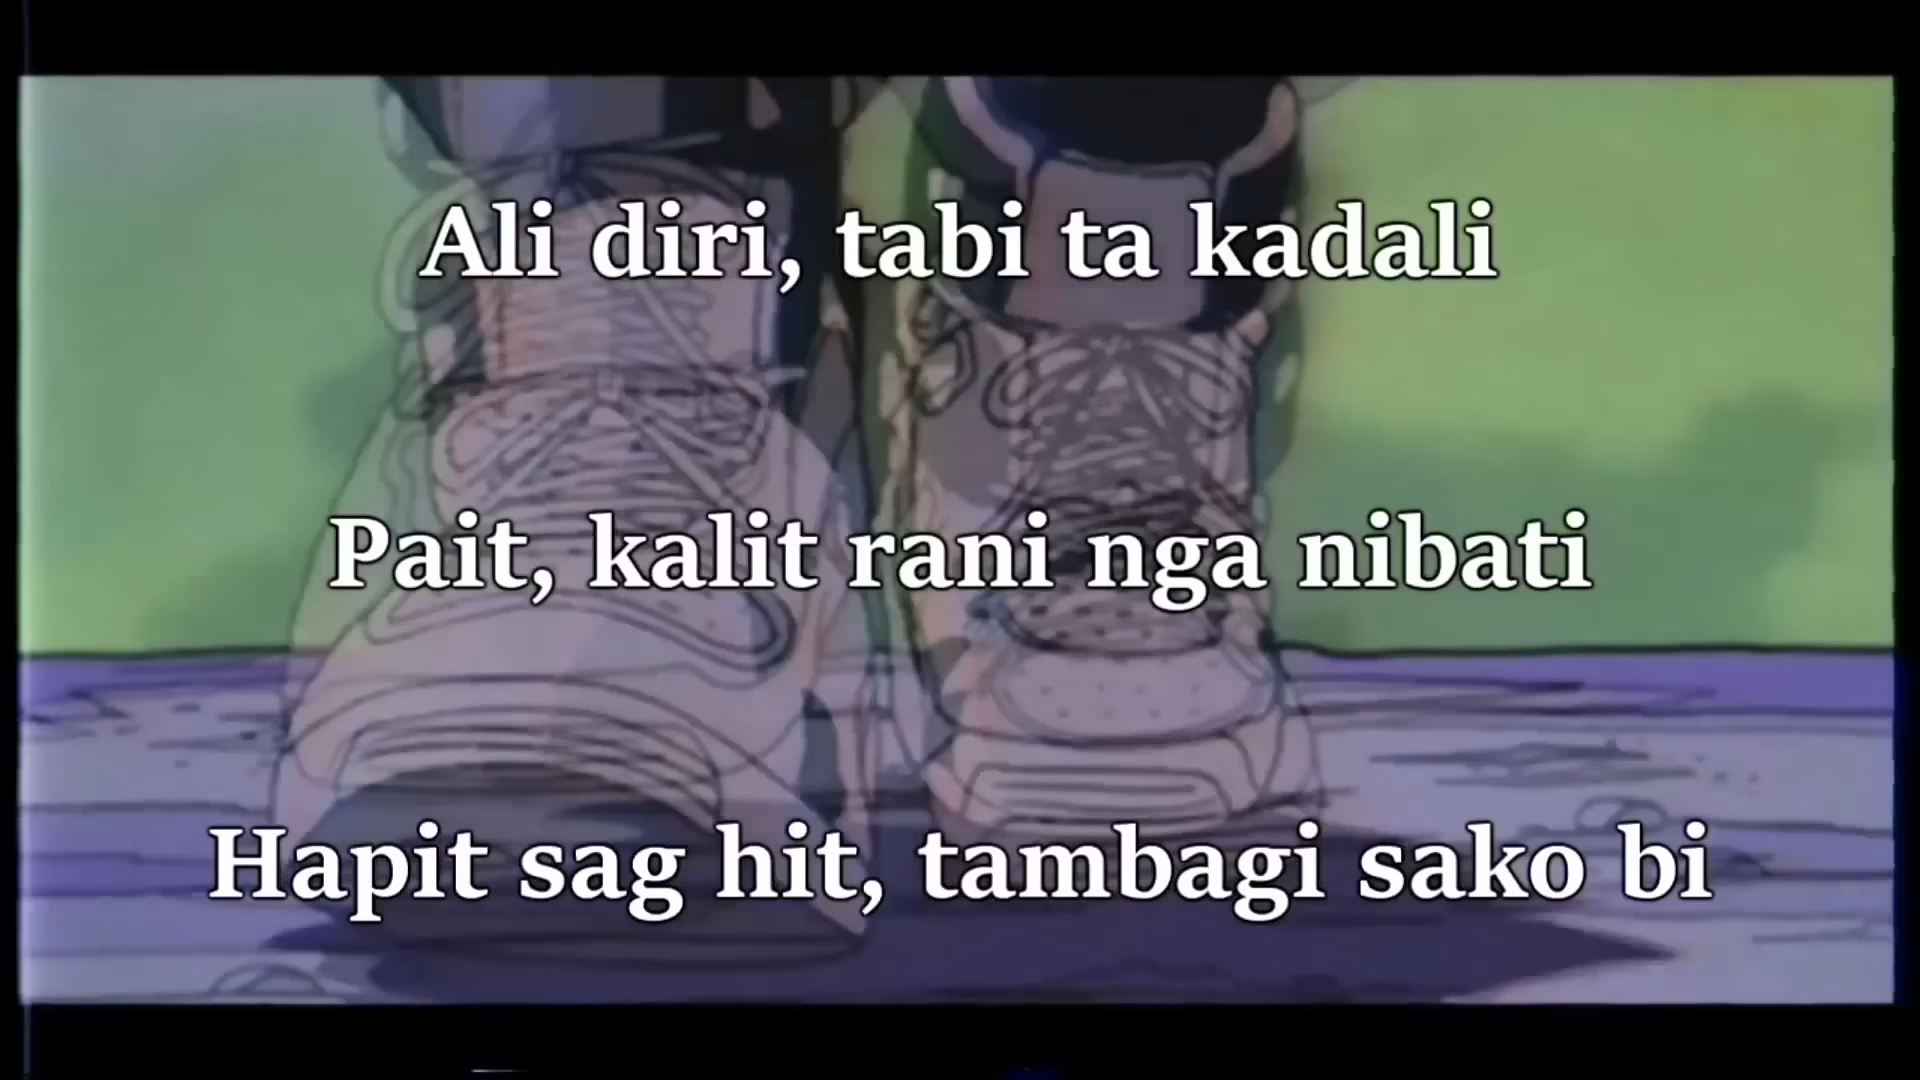 Ali diri, tabi ta kadali
Pait, kalit rani nga nibati
Hapit sag hit, tambagi sako bi